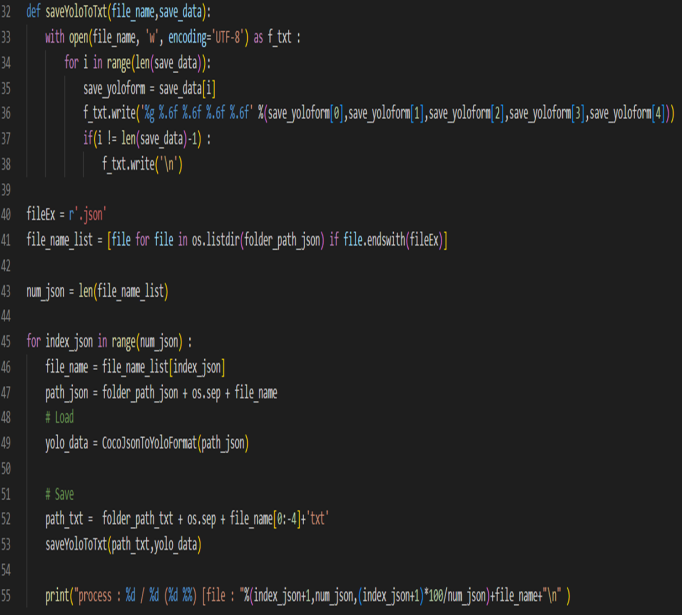 32 def saveYoloToTxt(file_name,save_data):
33     with open(file_name, 'w', encoding='UTF-8') as f_txt :
34         for i in range(len(save_data)):
35             save_yoloform = save_data[i]
36             f_txt.write('%g %.6f %.6f %.6f %.6f' %(save_yoloform[0],save_yoloform[1],save_yoloform[2],save_yoloform[3],save_yoloform[4]))
37             if(i != len(save_data)-1) :
38                 f_txt.write('\n')
39
40 fileEx = r'.json'
41 file_name_list = [file for file in os.listdir(folder_path_json) if file.endswith(fileEx)]
42
43 num_json = len(file_name_list)
44
45 for index_json in range(num_json) :
46     file_name = file_name_list[index_json]
47     path_json = folder_path_json + os.sep + file_name
48     # Load
49     yolo_data = CocoJsonToYoloFormat(path_json)
50
51     # Save
52     path_txt =  folder_path_txt + os.sep + file_name[0:-4]+'txt'
53     saveYoloToTxt(path_txt,yolo_data)
54
55     print("process : %d / %d (%d %%) [file : "%(index_json+1,num_json,(index_json+1)*100/num_json)+file_name+"\n" )